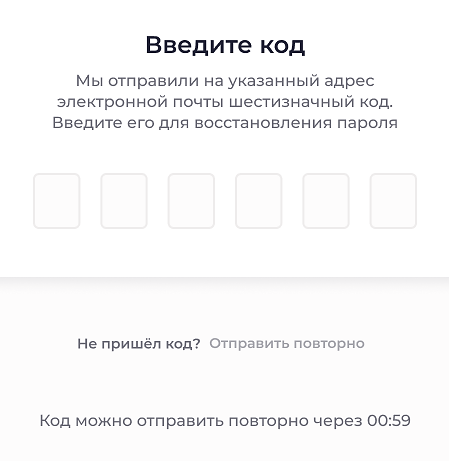 Введите код
Мы отправили на указанный адрес
электронной почты шестизначный код.
Введите его для восстановления пароля
Не пришёл код? Отправить повторно
Код можно отправить повторно через 00:59